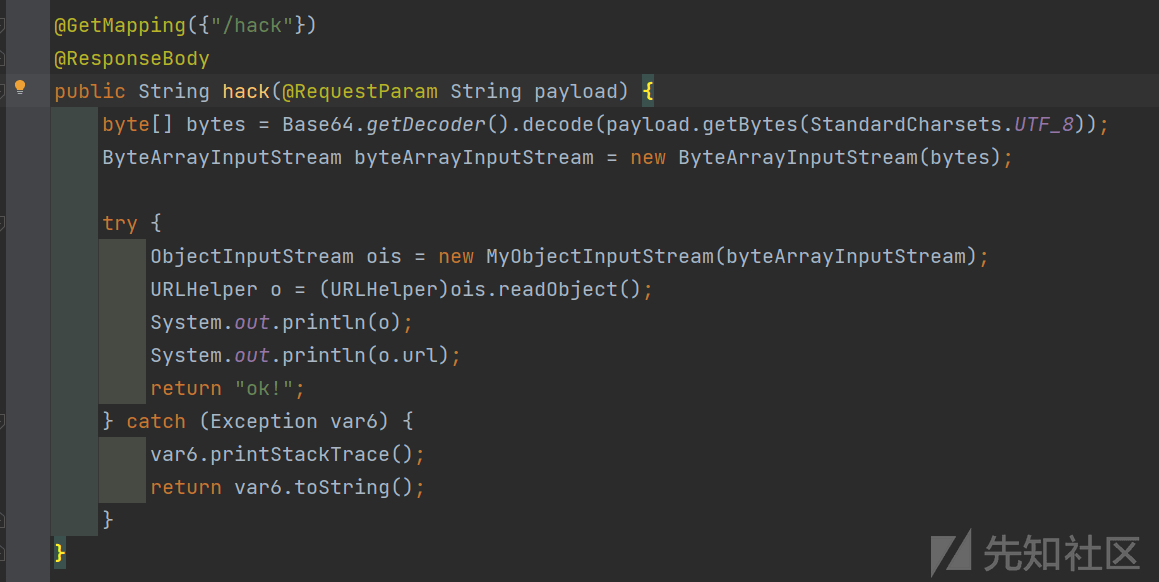 @GetMapping({"/hack"})
@ResponseBody
public String hack(@RequestParam String payload) {
byte[] bytes = Base64.getDecoder().decode(payload.getBytes(StandardCharsets.UTF_8));
ByteArrayInputStream byteArrayInputStream = new ByteArrayInputStream(bytes);
try {
ObjectInputStream ois = new MyObjectInputStream(byteArrayInputStream);
URLHelper o = (URLHelper)ois.readObject();
System.out.println(o);
System.out.println(o.url);
return "ok!";
} catch (Exception var6) {
var6.printStackTrace();
return var6.toString();
}
}
先知社区